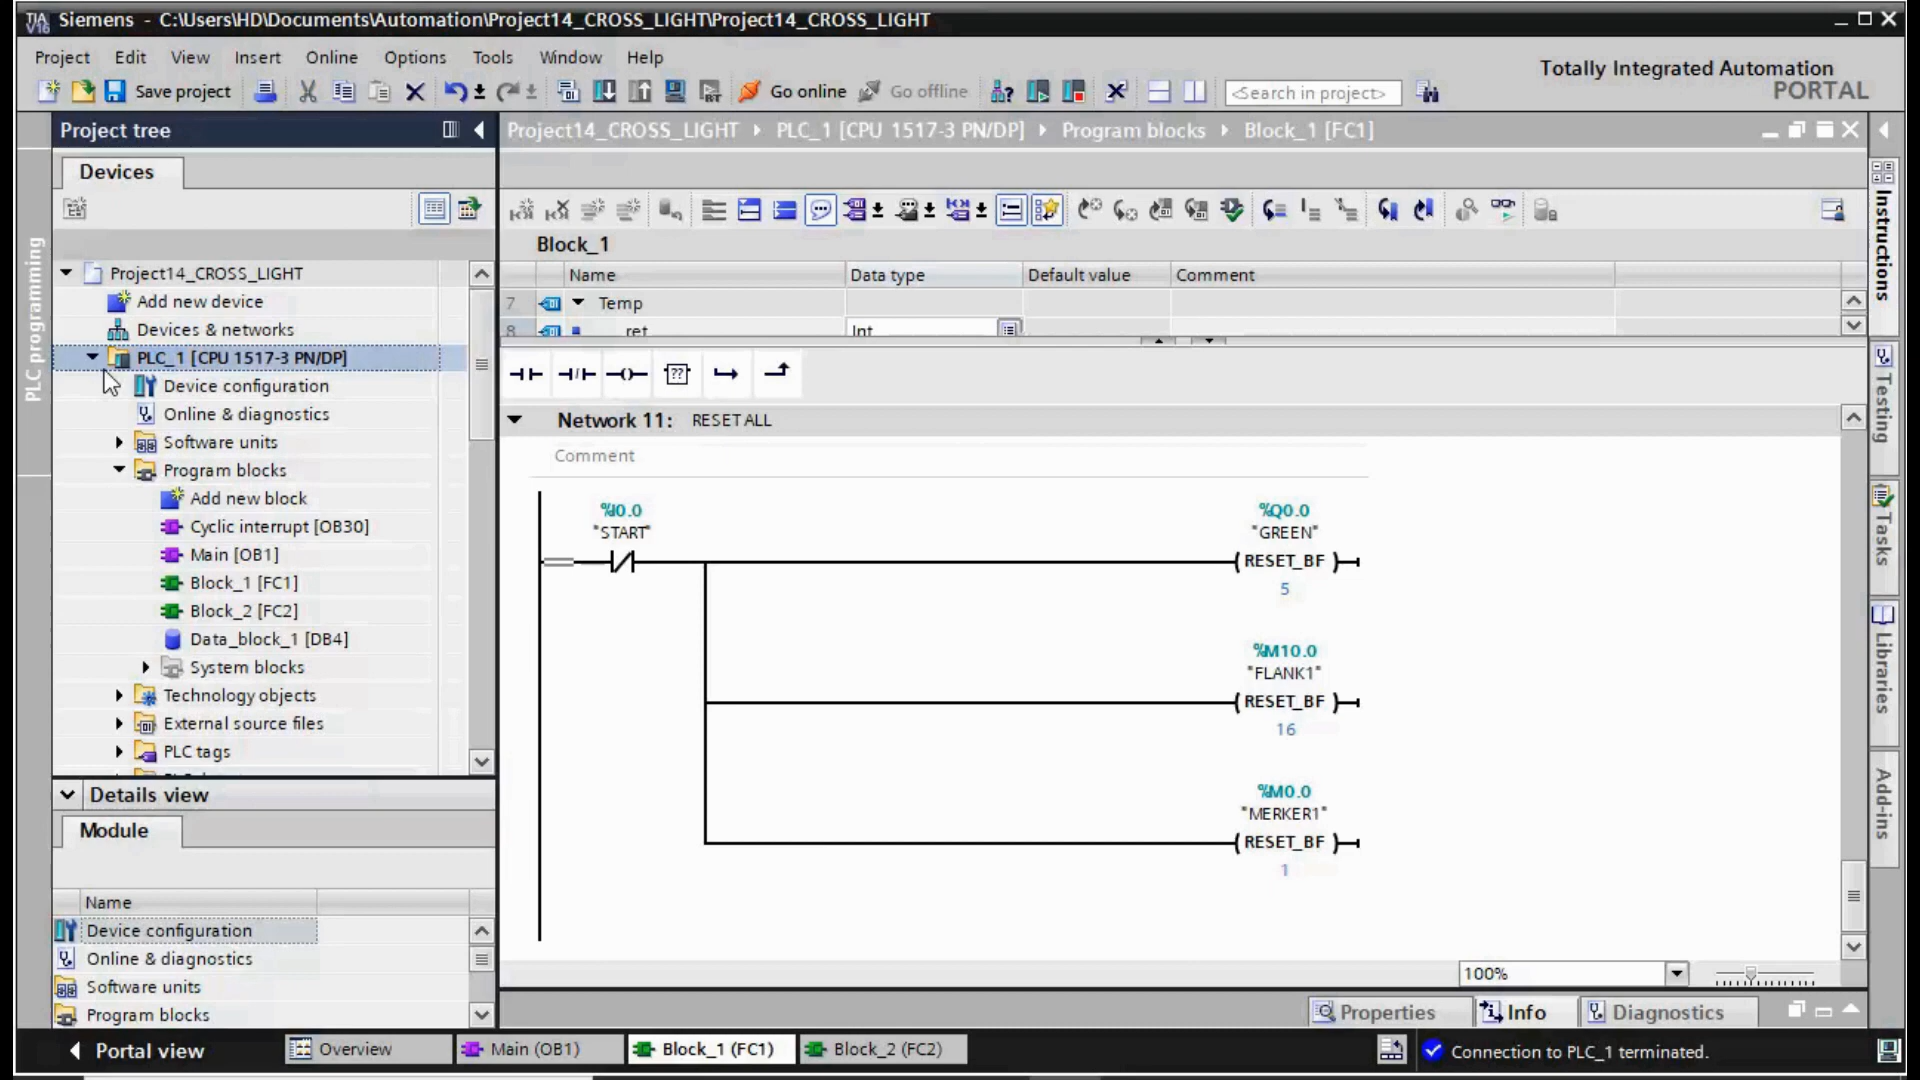 TIA V16 Siemens - C:\Users\HD\Documents\Automation\Project14_CROSS_LIGHT\Project14_CROSS_LIGHT
Project Edit View Insert Online Options Tools Window Help
Totally Integrated Automation
PORTAL
Save project Go online Go offline <Search in project>
Project tree
Project14_CROSS_LIGHT PLC_1 [CPU 1517-3 PN/DP] Program blocks Block_1 [FC1]
Devices
PLC programming
Project14_CROSS_LIGHT
Add new device
Devices & networks
PLC_1 [CPU 1517-3 PN/DP]
Device configuration
Online & diagnostics
Software units
Program blocks
Add new block
Cyclic interrupt [OB30]
Main [OB1]
Block_1 [FC1]
Block_2 [FC2]
Data_block_1 [DB4]
System blocks
Technology objects
External source files
PLC tags
Details view
Module
Name
Device configuration
Online & diagnostics
Software units
Program blocks
Block_1
Name Data type Default value Comment
7 Temp
8 ret Int
??
Network 11: RESET ALL
Comment
%I0.0
"START"
%Q0.0
"GREEN"
RESET_BF
5
%M10.0
"FLANK1"
RESET_BF
16
%M0.0
"MERKER1"
RESET_BF
1
100%
Properties Info Diagnostics
Instructions
Testing
Tasks
Libraries
Add-ins
Portal view Overview Main (OB1) Block_1 (FC1) Block_2 (FC2) Connection to PLC_1 terminated.